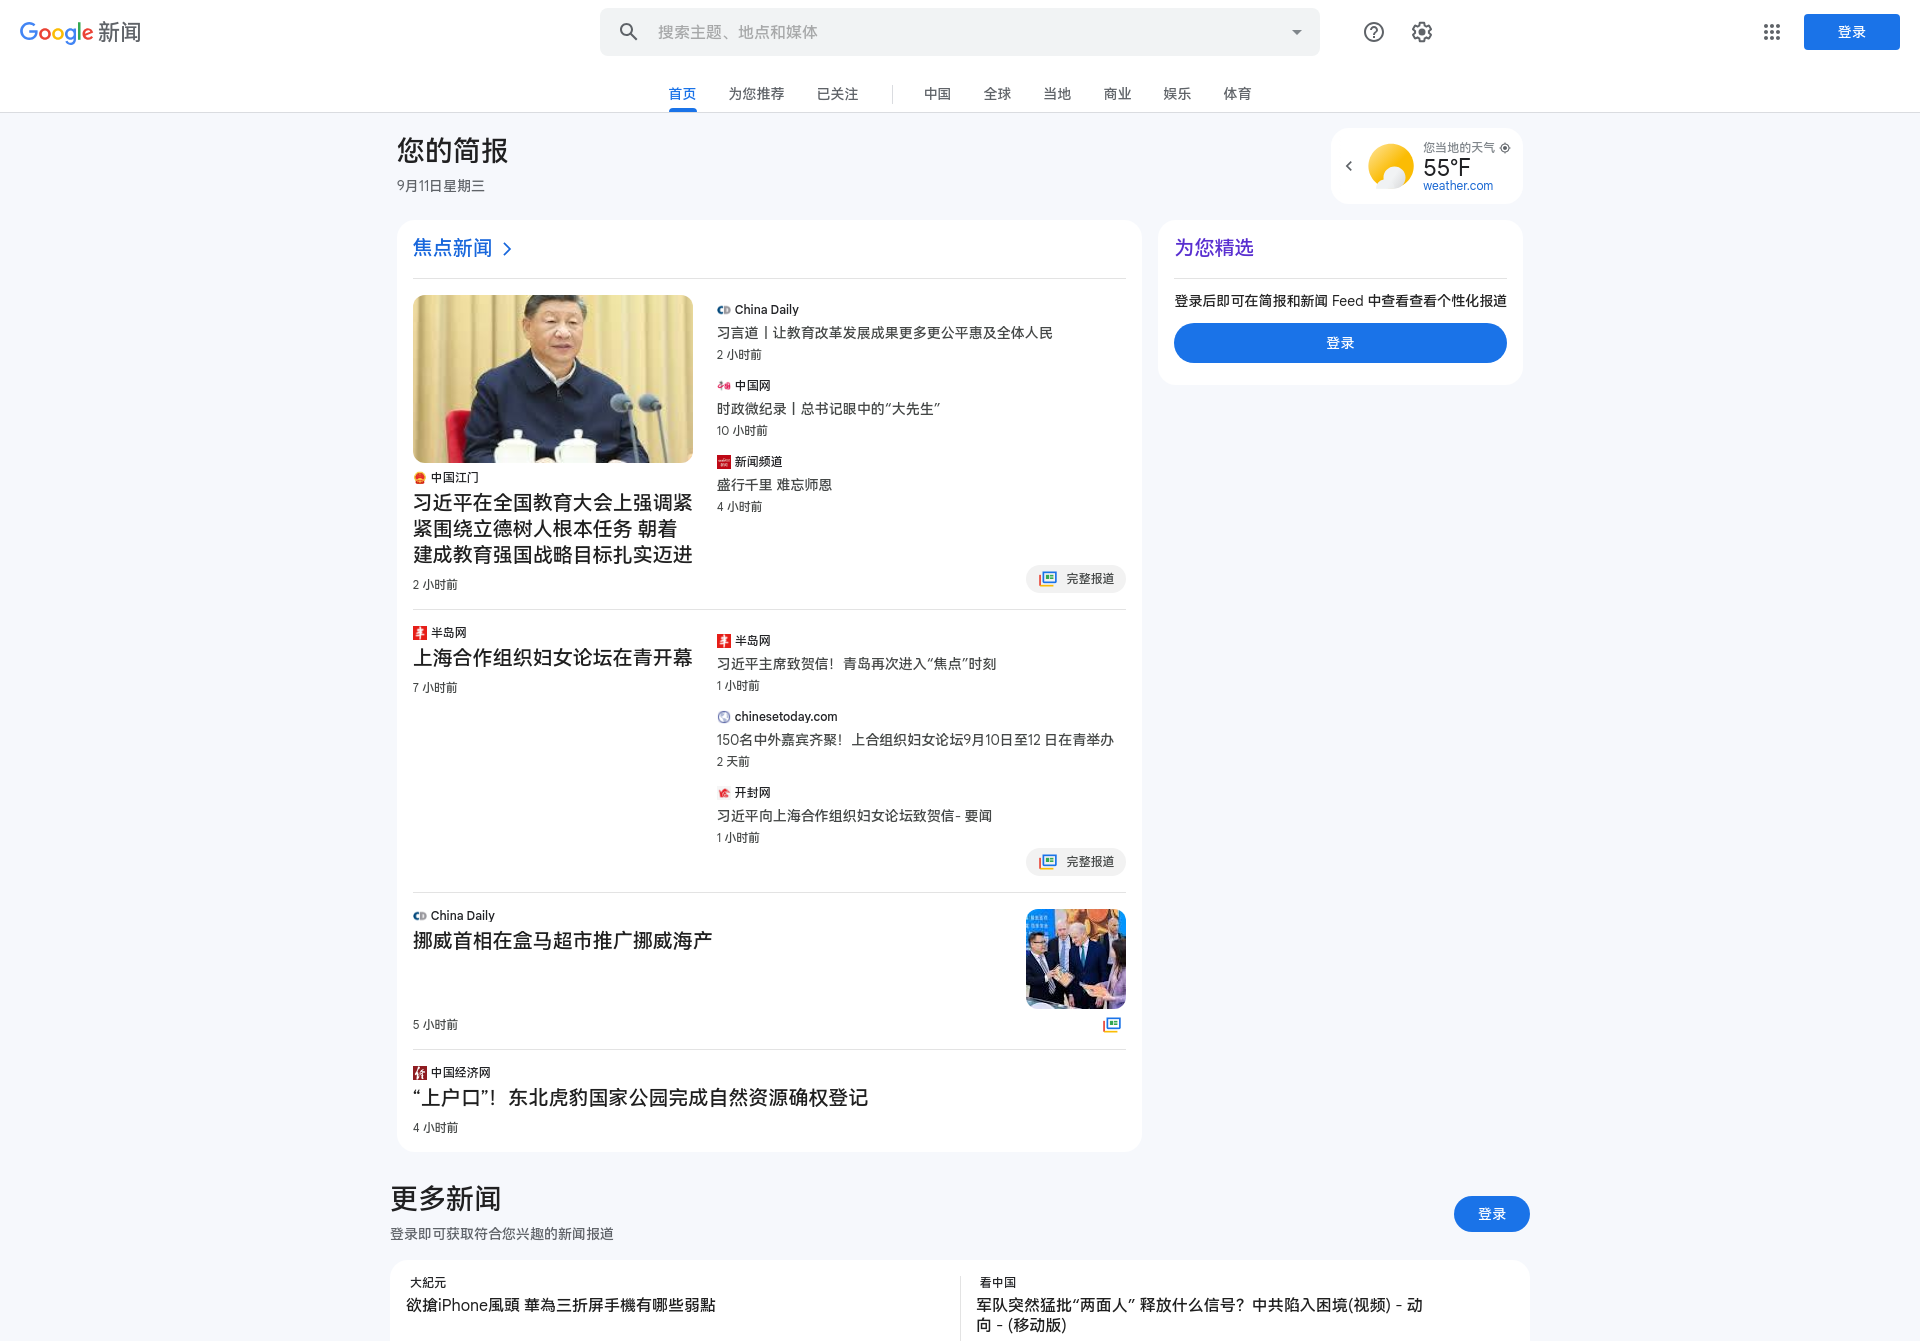 Google 新闻
搜索主题、地点和媒体
登录
首页
为您推荐
已关注
中国
全球
当地
商业
娱乐
体育
您的简报
9月11日星期三
您当地的天气
55°F
weather.com
焦点新闻
中国江门
习近平在全国教育大会上强调紧
紧围绕立德树人根本任务 朝着
建成教育强国战略目标扎实迈进
2 小时前
China Daily
习言道丨让教育改革发展成果更多更公平惠及全体人民
2 小时前
中国网
时政微纪录丨总书记眼中的“大先生”
10 小时前
新闻频道
盛行千里 难忘师恩
4 小时前
完整报道
半岛网
上海合作组织妇女论坛在青开幕
7 小时前
半岛网
习近平主席致贺信！青岛再次进入“焦点”时刻
1 小时前
chinesetoday.com
150名中外嘉宾齐聚！上合组织妇女论坛9月10日至12 日在青举办
2 天前
开封网
习近平向上海合作组织妇女论坛致贺信- 要闻
1 小时前
完整报道
China Daily
挪威首相在盒马超市推广挪威海产
5 小时前
中国经济网
“上户口”！东北虎豹国家公园完成自然资源确权登记
4 小时前
为您精选
登录后即可在简报和新闻 Feed 中查看查看个性化报道
登录
更多新闻
登录即可获取符合您兴趣的新闻报道
登录
大紀元
欲搶iPhone風頭 華為三折屏手機有哪些弱點
看中国
军队突然猛批“两面人” 释放什么信号？中共陷入困境(视频) - 动
向 - (移动版)